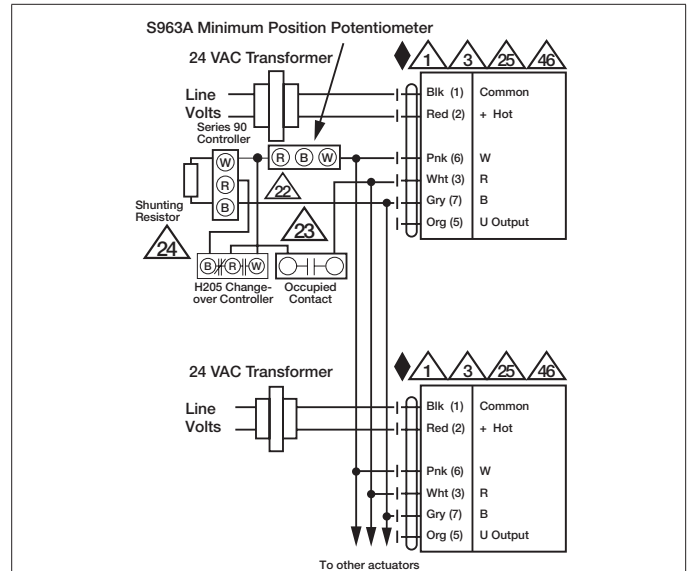 S963A Minimum Position Potentiometer
24 VAC Transformer
1 3 25 46
Line
Volts
Blk (1) Common
Red (2) + Hot
Series 90
Controller
W
R
B
R B W
Pnk (6) W
Wht (3) R
Gry (7) B
Org (5) U Output
22
Shunting
Resistor
24
23
B R W
H205 Change-
over Controller
Occupied
Contact
24 VAC Transformer
1 3 25 46
Line
Volts
Blk (1) Common
Red (2) + Hot
Pnk (6) W
Wht (3) R
Gry (7) B
Org (5) U Output
To other actuators